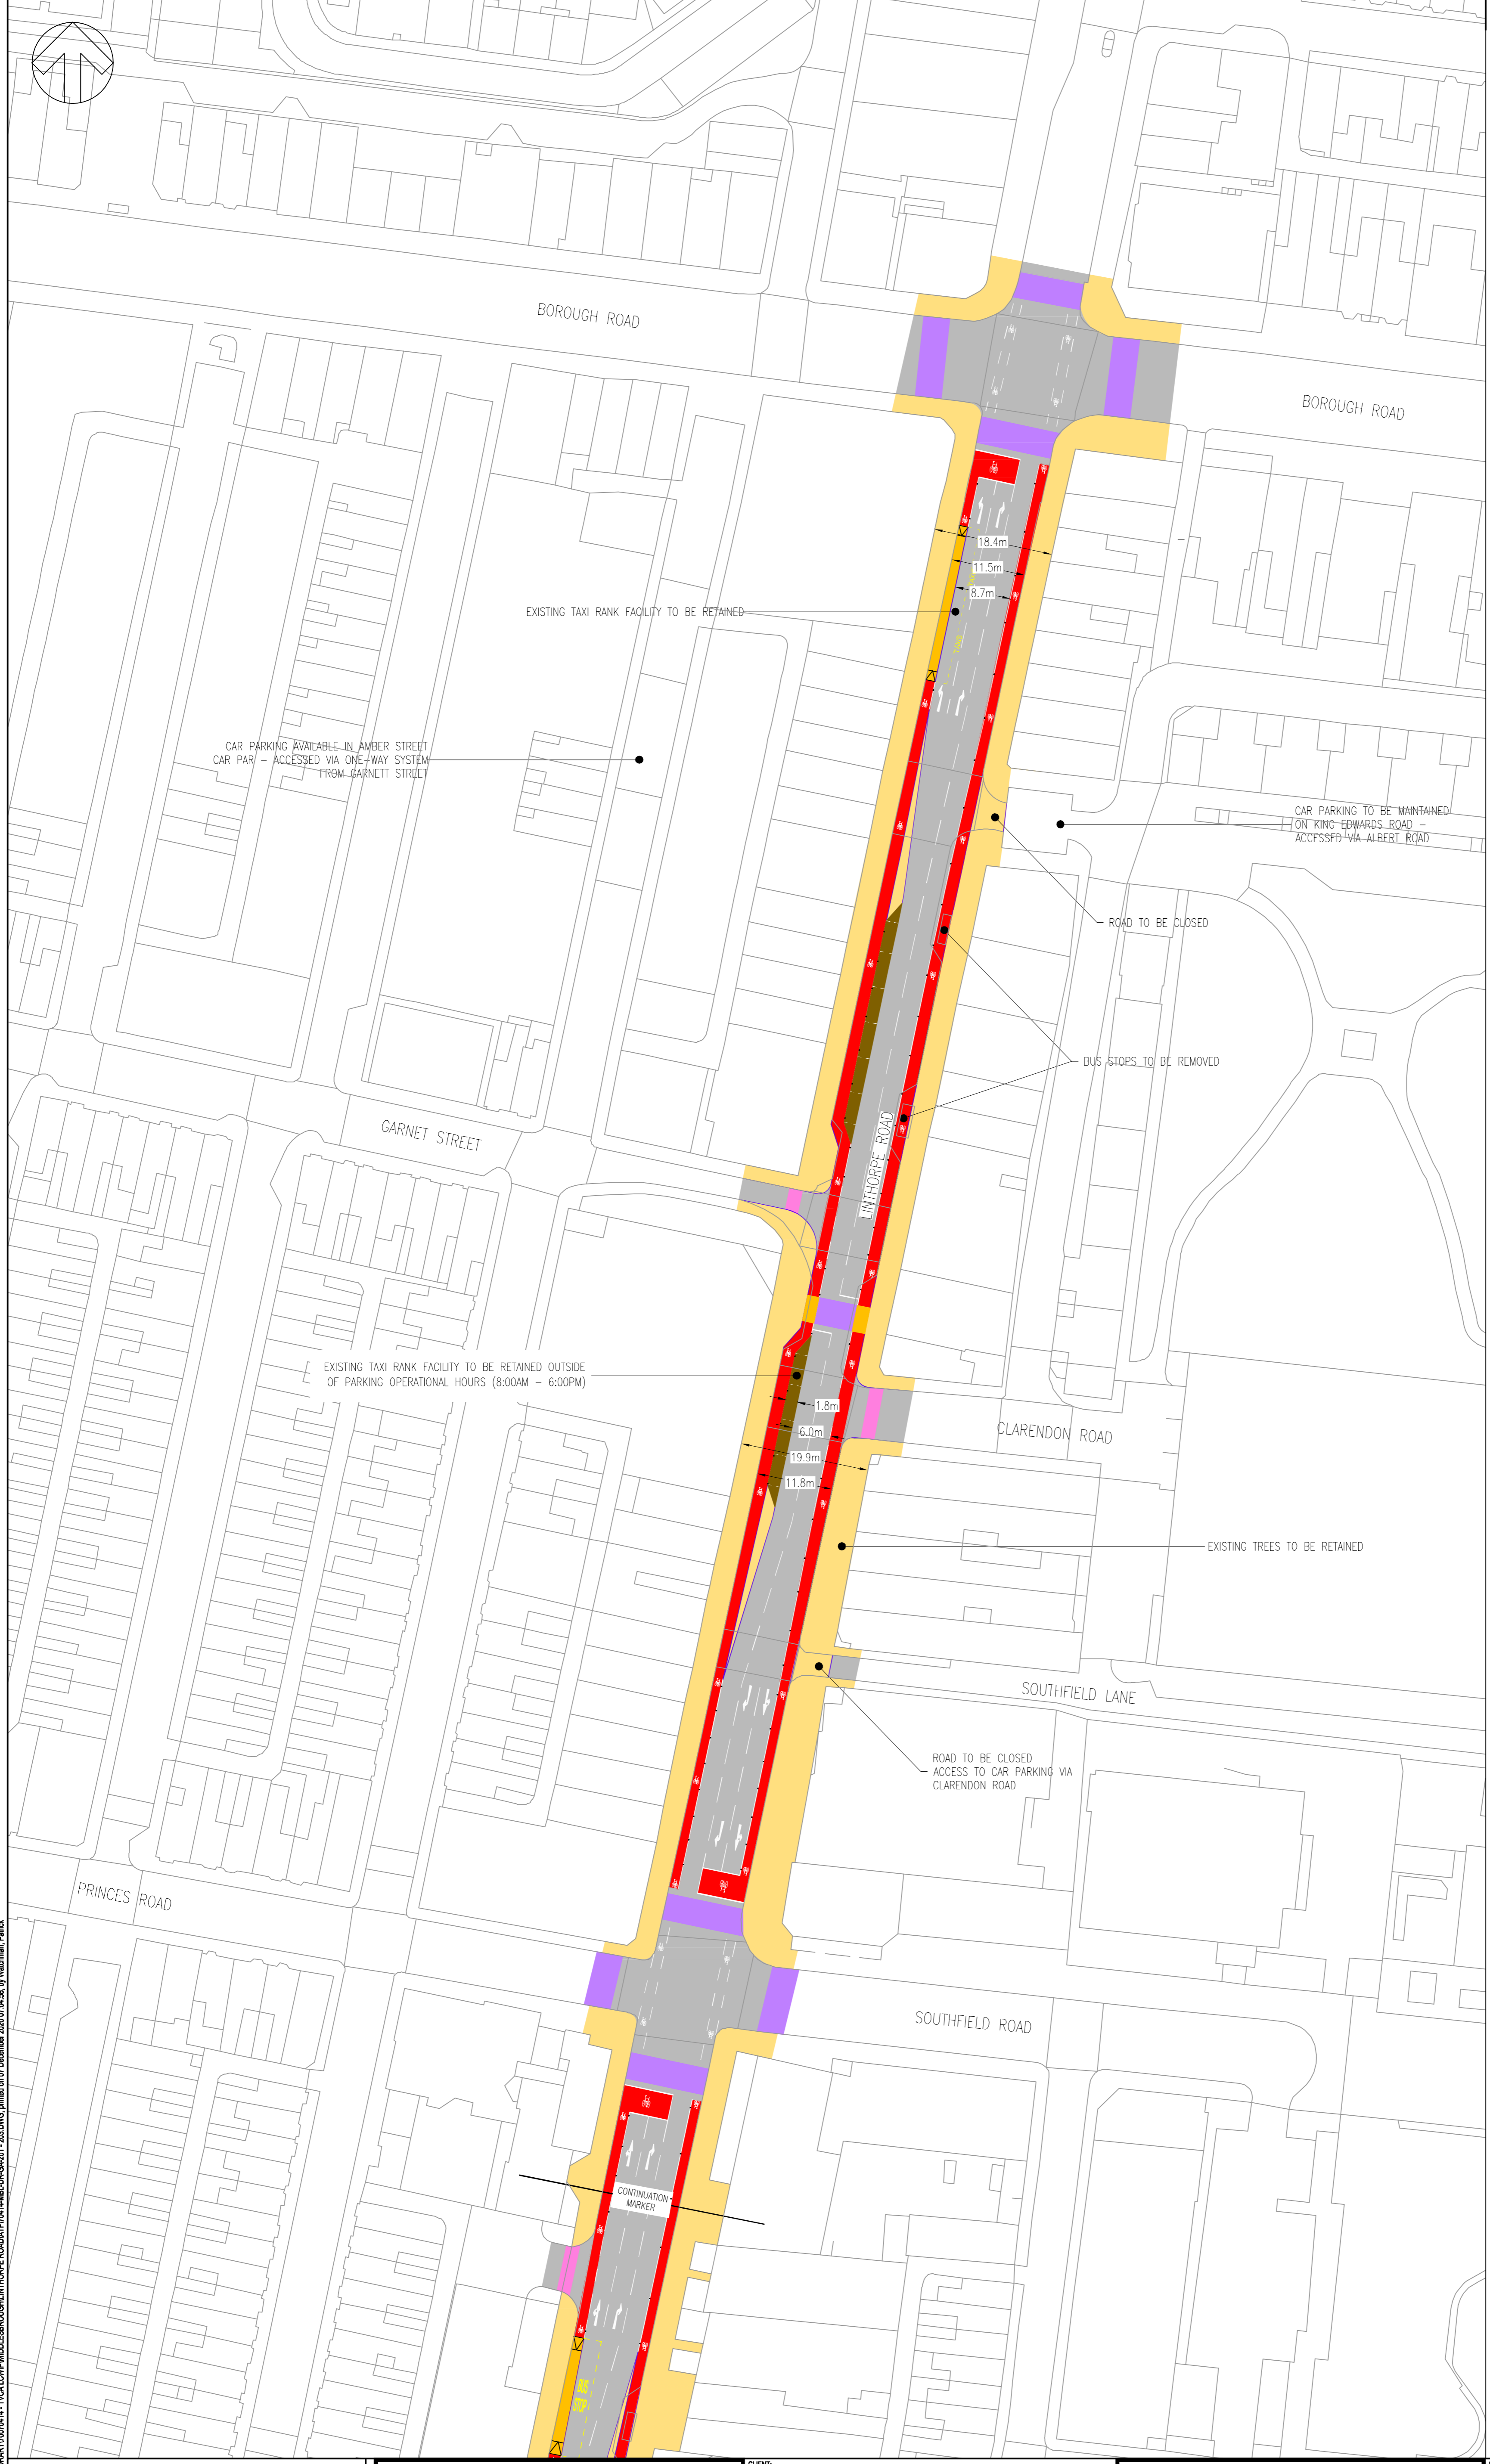 BOROUGH ROAD
BOROUGH ROAD
18.4m
11.5m
8.7m
EXISTING TAXI RANK FACILITY TO BE RETAINED
CAR PARKING AVAILABLE IN AMBER STREET
CAR PAR – ACCESSED VIA ONE-WAY SYSTEM
FROM GARNETT STREET
CAR PARKING TO BE MAINTAINED
ON KING EDWARDS ROAD –
ACCESSED VIA ALBERT ROAD
ROAD TO BE CLOSED
BUS STOPS TO BE REMOVED
GARNET STREET
LINTHORPE ROAD
EXISTING TAXI RANK FACILITY TO BE RETAINED OUTSIDE
OF PARKING OPERATIONAL HOURS (8:00AM – 6:00PM)
1.8m
6.0m
19.9m
11.8m
CLARENDON ROAD
EXISTING TREES TO BE RETAINED
SOUTHFIELD LANE
ROAD TO BE CLOSED
ACCESS TO CAR PARKING VIA
CLARENDON ROAD
PRINCES ROAD
SOUTHFIELD ROAD
CONTINUATION
MARKER
BUS
STOP
CLIENT: